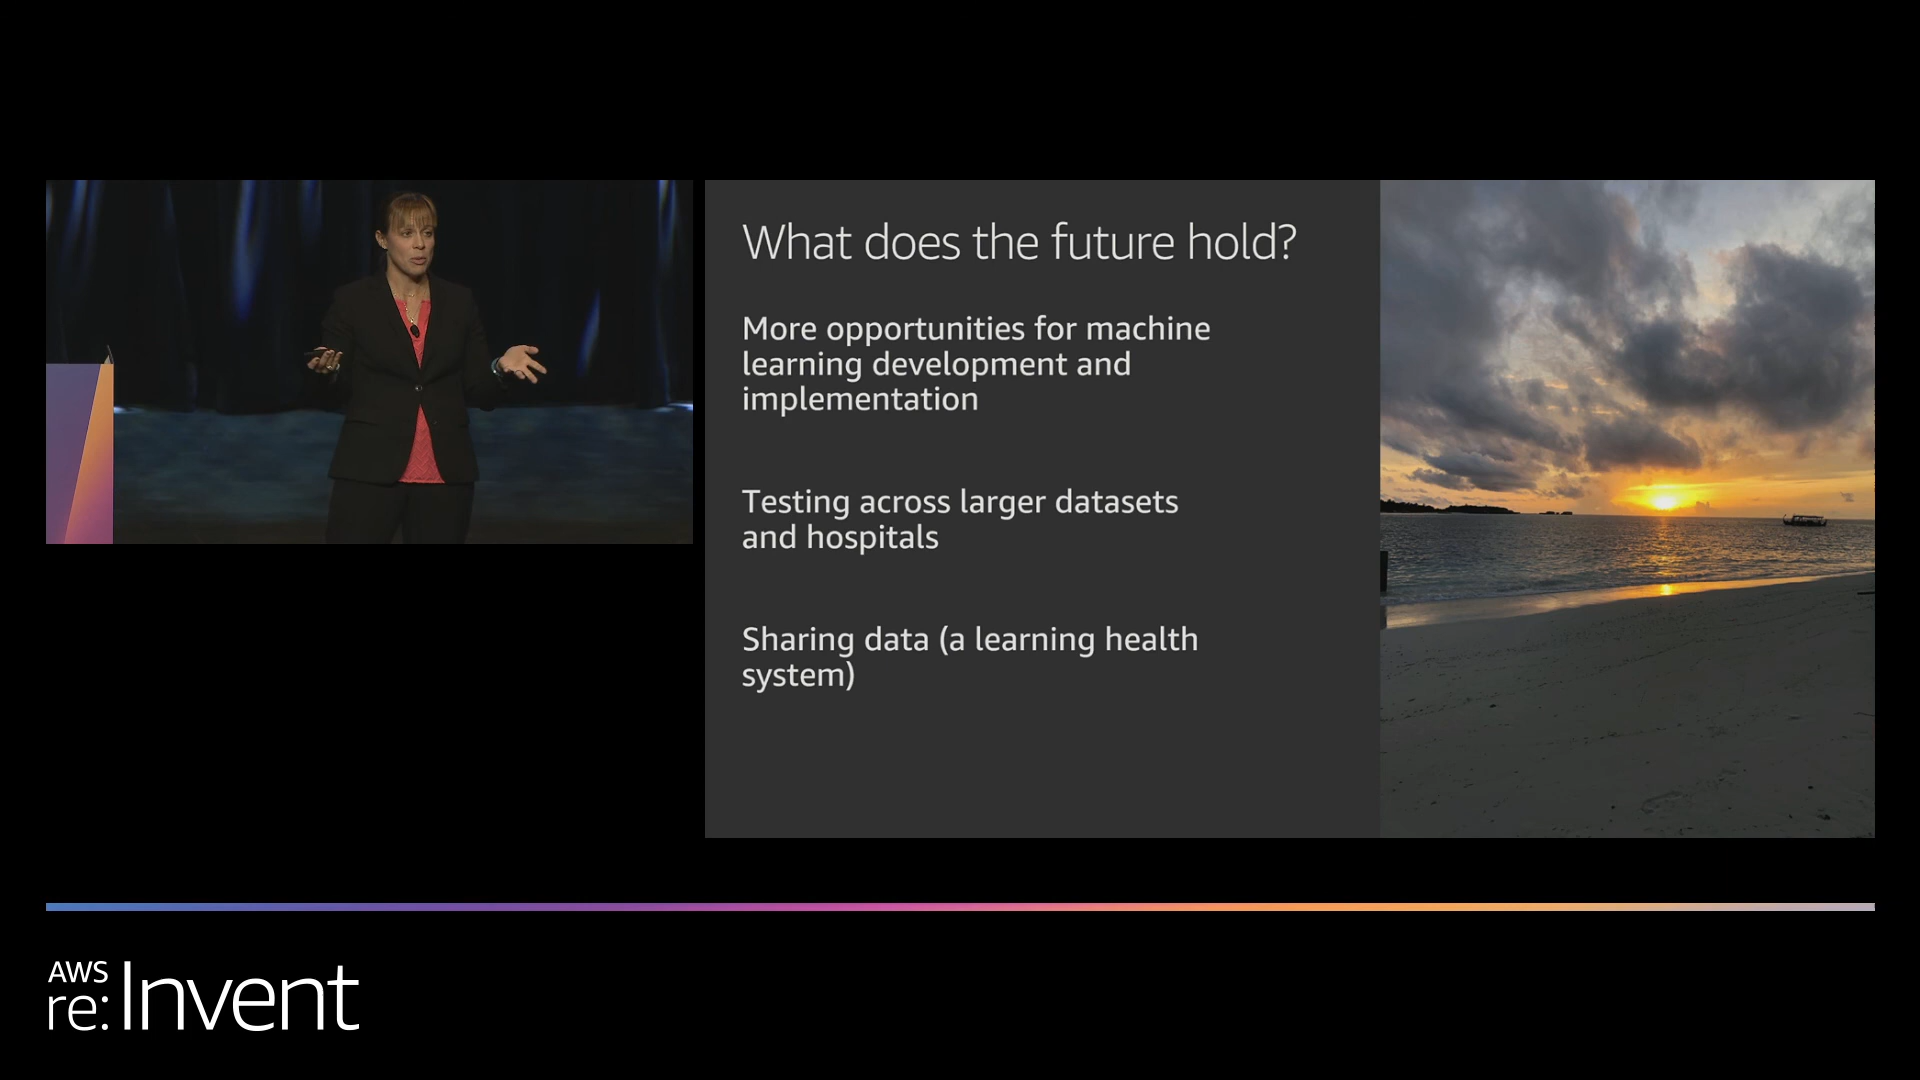 What does the future hold?
More opportunities for machine
learning development and
implementation
Testing across larger datasets
and hospitals
Sharing data (a learning health
system)
AWS
re:Invent